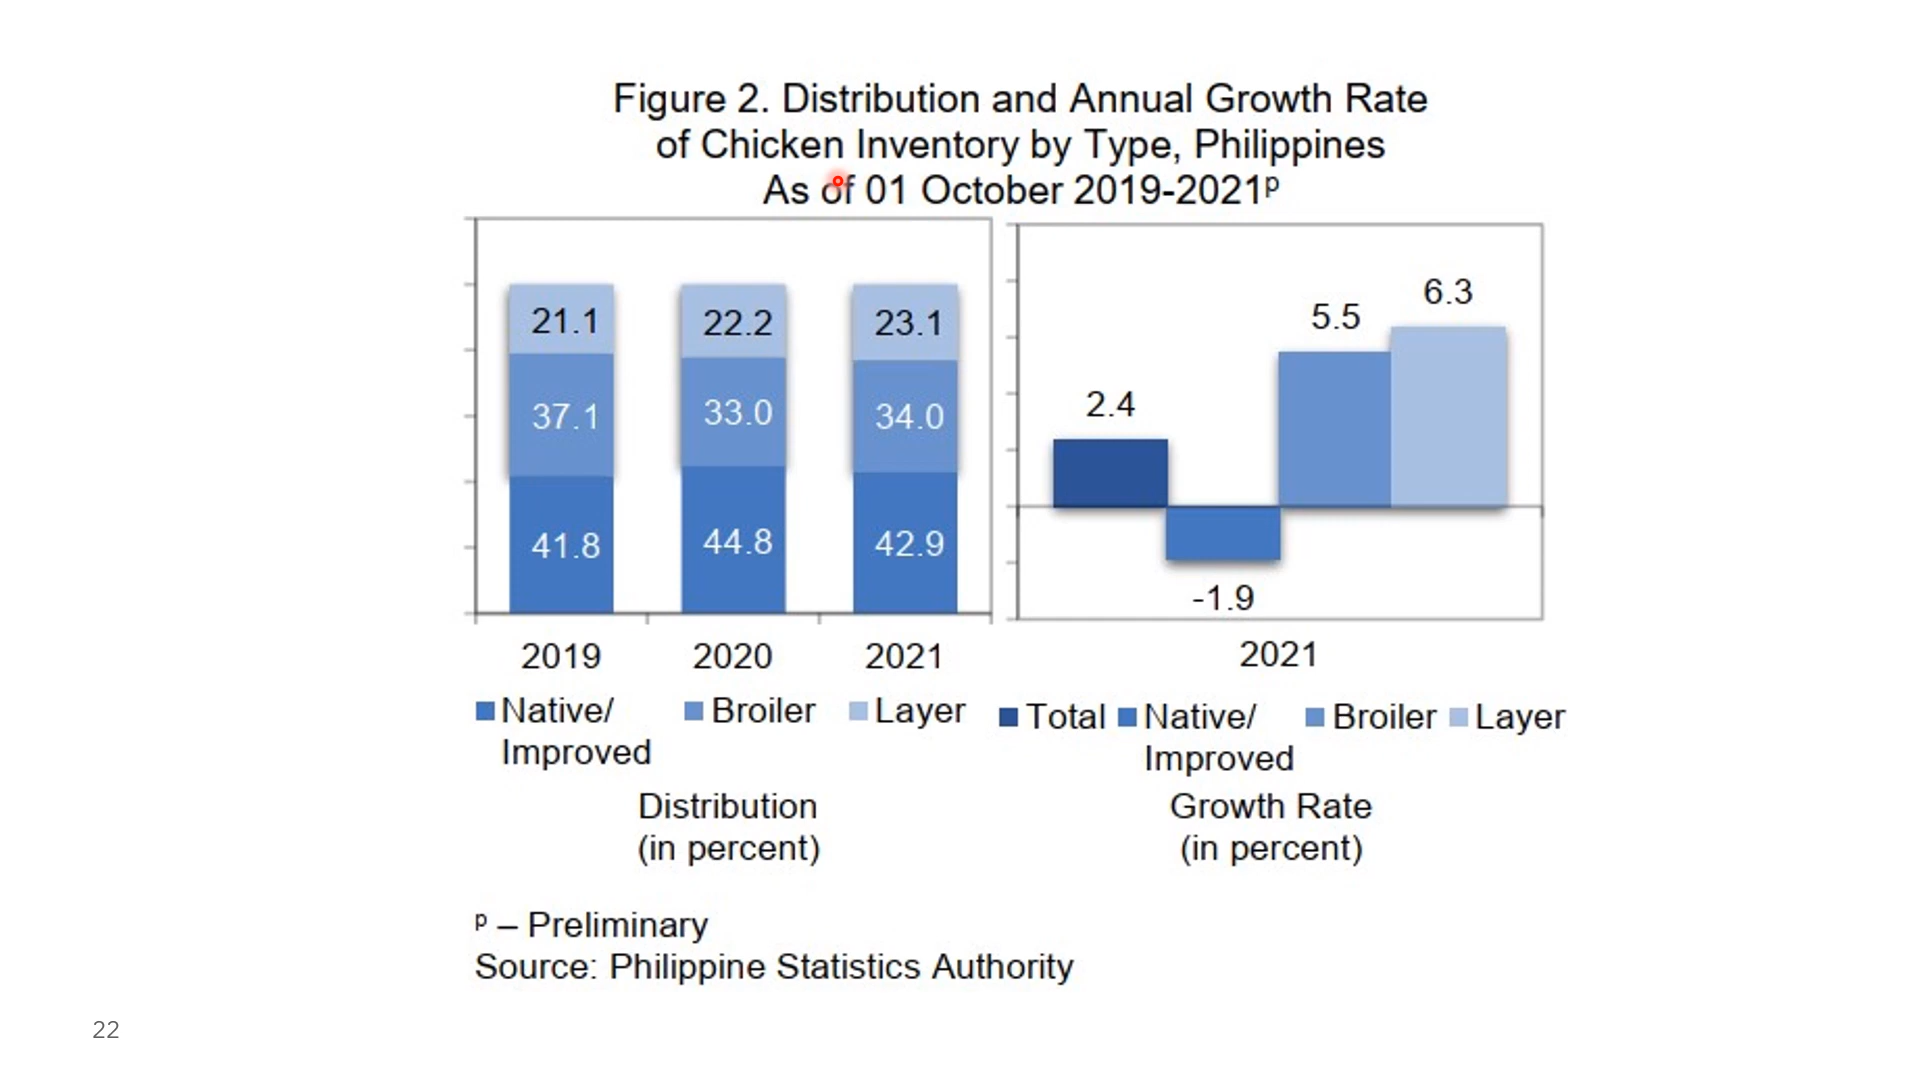 Figure 2. Distribution and Annual Growth Rate
of Chicken Inventory by Type, Philippines
As of 01 October 2019-2021ᵖ
21.1
22.2
23.1
37.1
33.0
34.0
41.8
44.8
42.9
2019
2020
2021
Native/
Improved
Broiler
Layer
Distribution
(in percent)
2.4
-1.9
5.5
6.3
2021
Total
Native/
Improved
Broiler
Layer
Growth Rate
(in percent)
ᵖ – Preliminary
Source: Philippine Statistics Authority
22